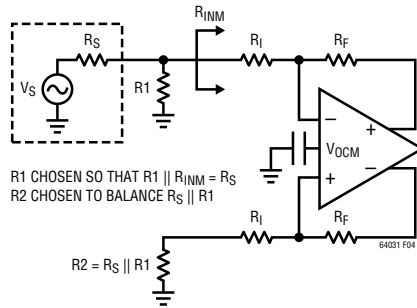 R_INM
R_S
R_I
R_F
V_S
R1
−
+
V_OCM
−
+
R1 CHOSEN SO THAT R1 || R_INM = R_S
R2 CHOSEN TO BALANCE R_S || R1
R_I
R_F
64031 F04
R2 = R_S || R1